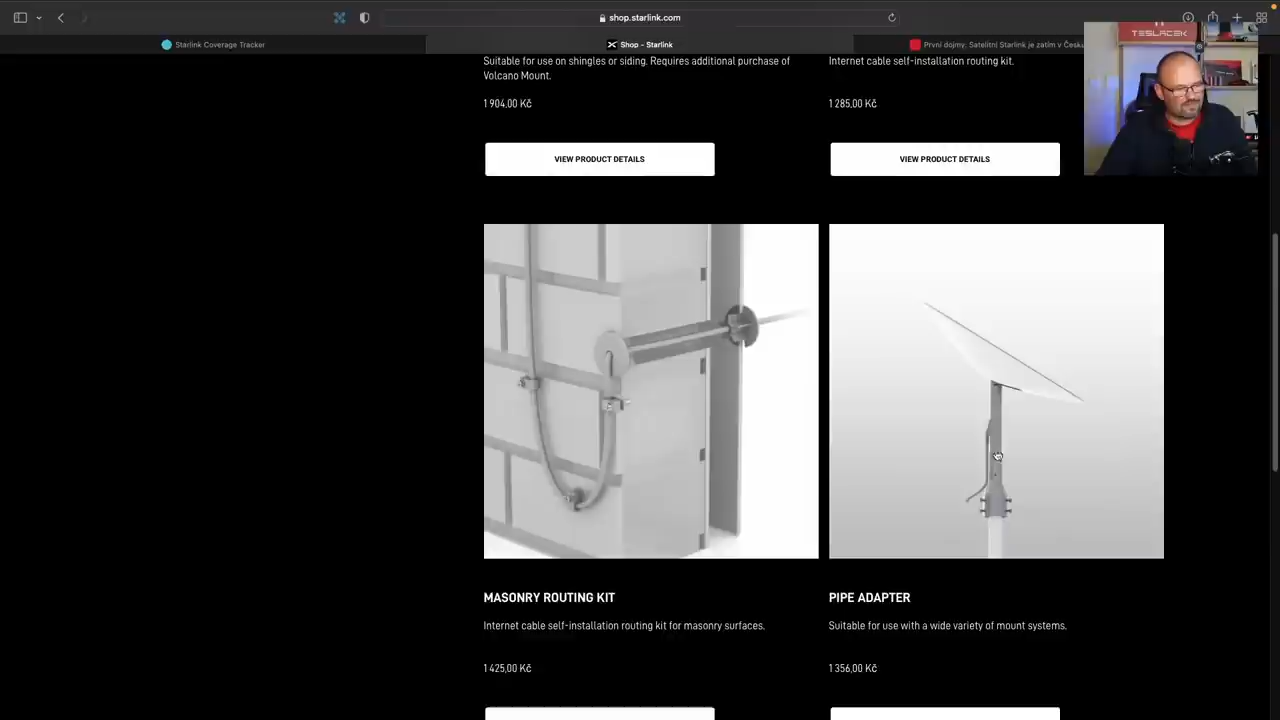 shop.starlink.com
Starlink Coverage Tracker
Shop – Starlink
První dojmy: Satelitní Starlink je zatím v Česku
TESLÁČEK
Suitable for use on shingles or siding. Requires additional purchase of
Volcano Mount.
1 904,00 Kč
VIEW PRODUCT DETAILS
Internet cable self-installation routing kit.
1 285,00 Kč
VIEW PRODUCT DETAILS
MASONRY ROUTING KIT
Internet cable self-installation routing kit for masonry surfaces.
1 425,00 Kč
PIPE ADAPTER
Suitable for use with a wide variety of mount systems.
1 356,00 Kč